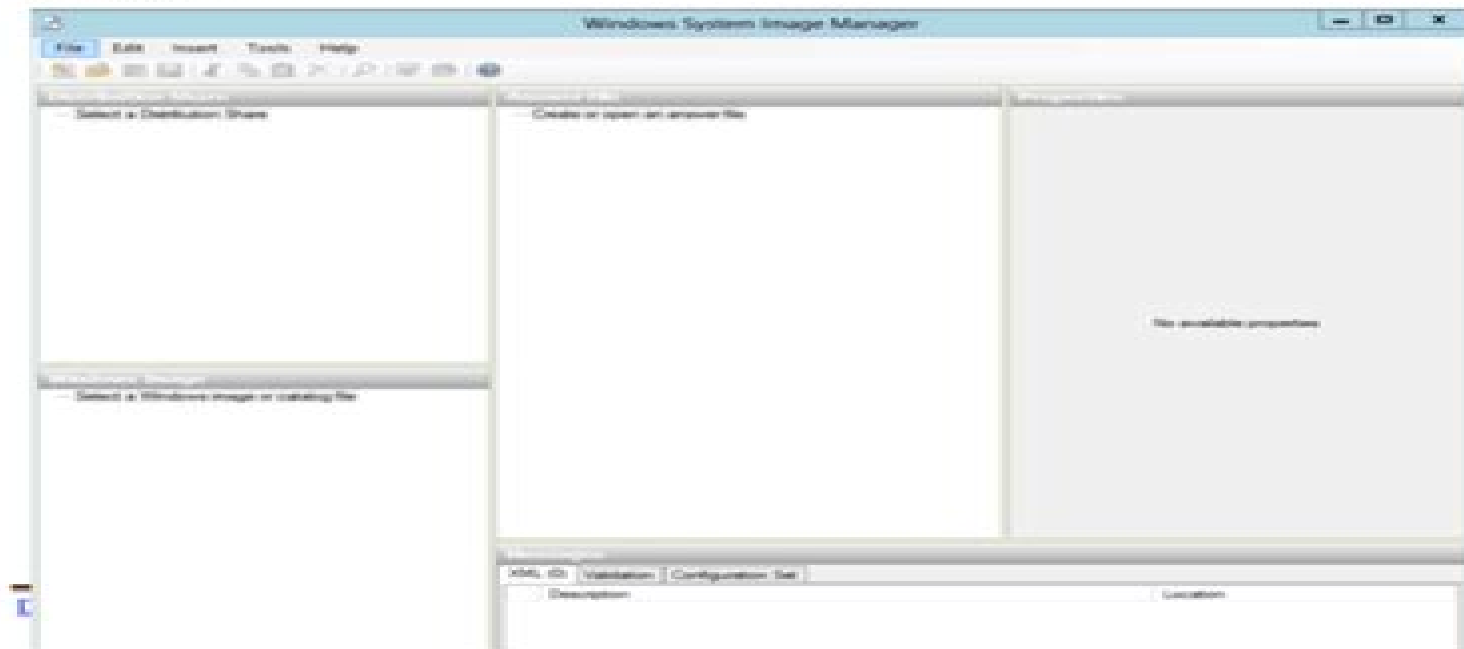 Windows System Image Manager
File Edit Insert Tools Help
Select a Distribution Share
Create or open an answer file
No available properties
Select a Windows image or catalog file
Messages
XML (0) Validation Configuration Set
Description Location